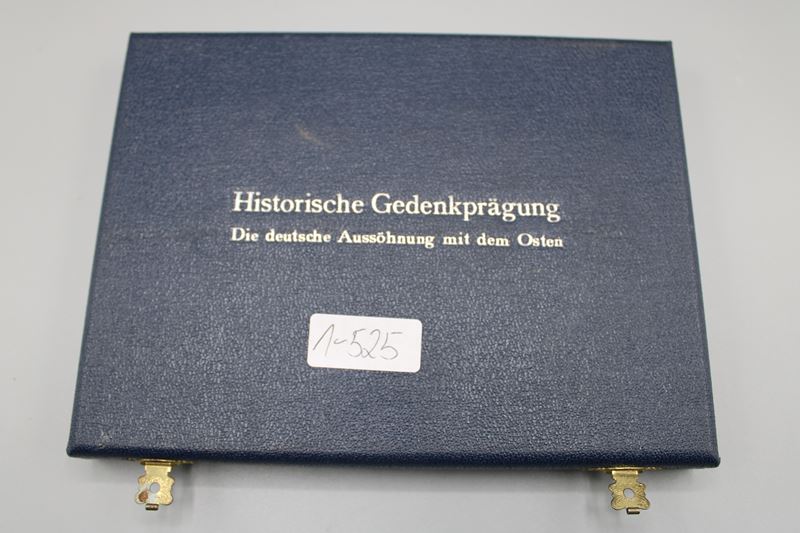 Historische Gedenkprägung
Die deutsche Aussöhnung mit dem Osten
1-525